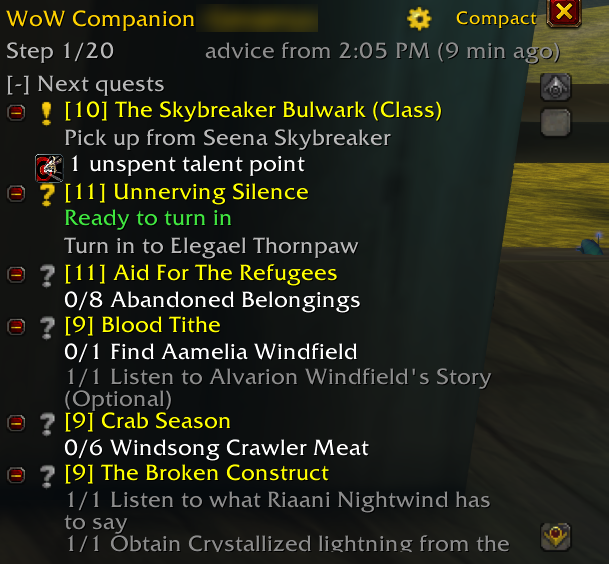 WoW Companion
Compact
Step 1/20
advice from 2:05 PM (9 min ago)
[-] Next quests
[10] The Skybreaker Bulwark (Class)
Pick up from Seena Skybreaker
1 unspent talent point
[11] Unnerving Silence
Ready to turn in
Turn in to Elegael Thornpaw
[11] Aid For The Refugees
0/8 Abandoned Belongings
[9] Blood Tithe
0/1 Find Aamelia Windfield
1/1 Listen to Alvarion Windfield's Story
(Optional)
[9] Crab Season
0/6 Windsong Crawler Meat
[9] The Broken Construct
1/1 Listen to what Riaani Nightwind has
to say
1/1 Obtain Crystallized lightning from the